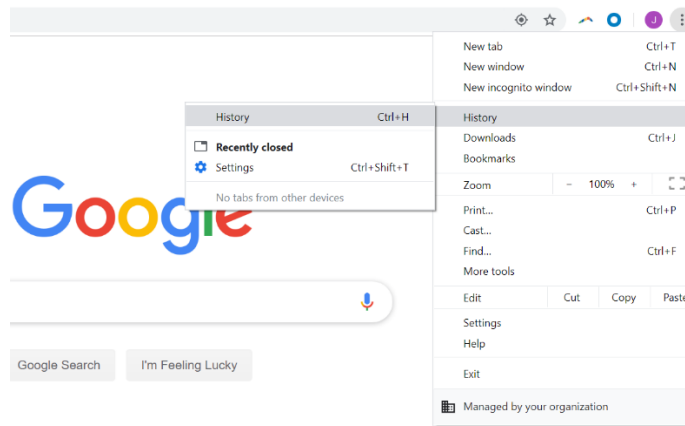 J
New tab Ctrl+T
New window Ctrl+N
New incognito window Ctrl+Shift+N
History
Downloads Ctrl+J
Bookmarks
Zoom - 100% +
Print... Ctrl+P
Cast...
Find... Ctrl+F
More tools
Edit Cut Copy Paste
Settings
Help
Exit
Managed by your organization
History Ctrl+H
Recently closed
Settings Ctrl+Shift+T
No tabs from other devices
Google
Google Search I'm Feeling Lucky